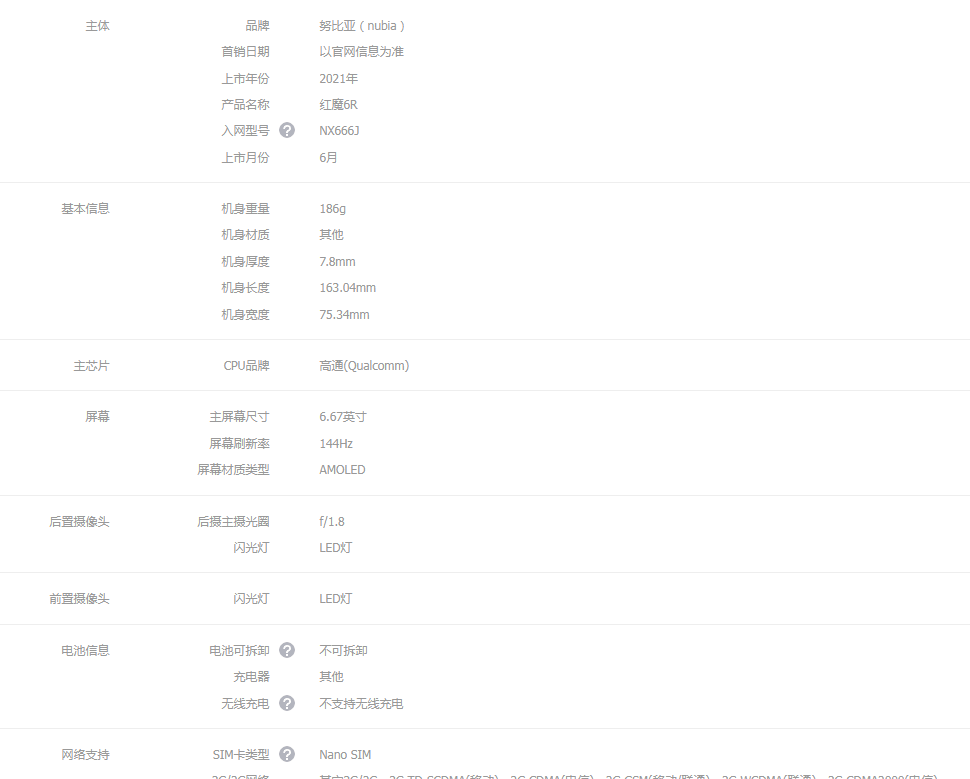 主体 品牌 努比亚（nubia）
首销日期 以官网信息为准
上市年份 2021年
产品名称 红魔6R
入网型号 ? NX666J
上市月份 6月
基本信息 机身重量 186g
机身材质 其他
机身厚度 7.8mm
机身长度 163.04mm
机身宽度 75.34mm
主芯片 CPU品牌 高通(Qualcomm)
屏幕 主屏幕尺寸 6.67英寸
屏幕刷新率 144Hz
屏幕材质类型 AMOLED
后置摄像头 后摄主摄光圈 f/1.8
闪光灯 LED灯
前置摄像头 闪光灯 LED灯
电池信息 电池可拆卸 ? 不可拆卸
充电器 其他
无线充电 ? 不支持无线充电
网络支持 SIM卡类型 ? Nano SIM